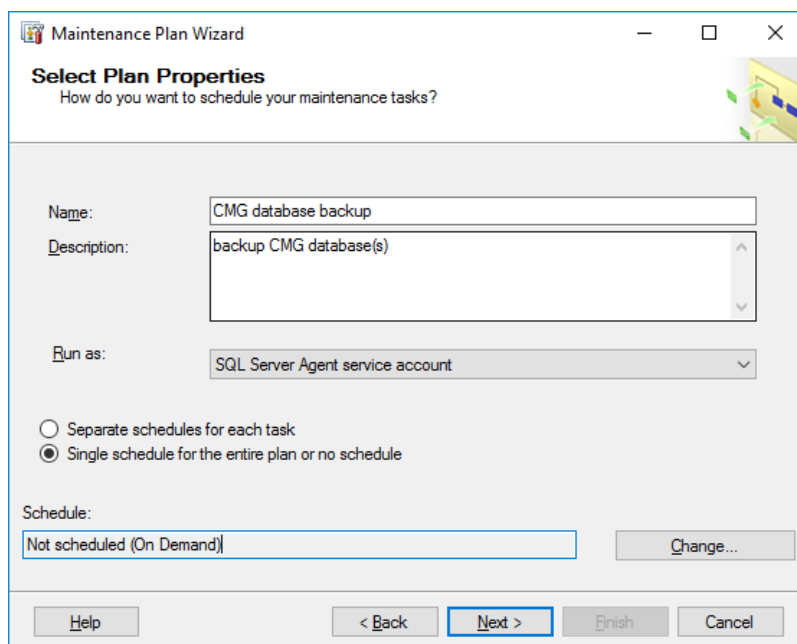 Maintenance Plan Wizard
Select Plan Properties
How do you want to schedule your maintenance tasks?
Name:
CMG database backup
Description:
backup CMG database(s)
Run as:
SQL Server Agent service account
Separate schedules for each task
Single schedule for the entire plan or no schedule
Schedule:
Not scheduled (On Demand)
Change...
Help
< Back
Next >
Finish
Cancel